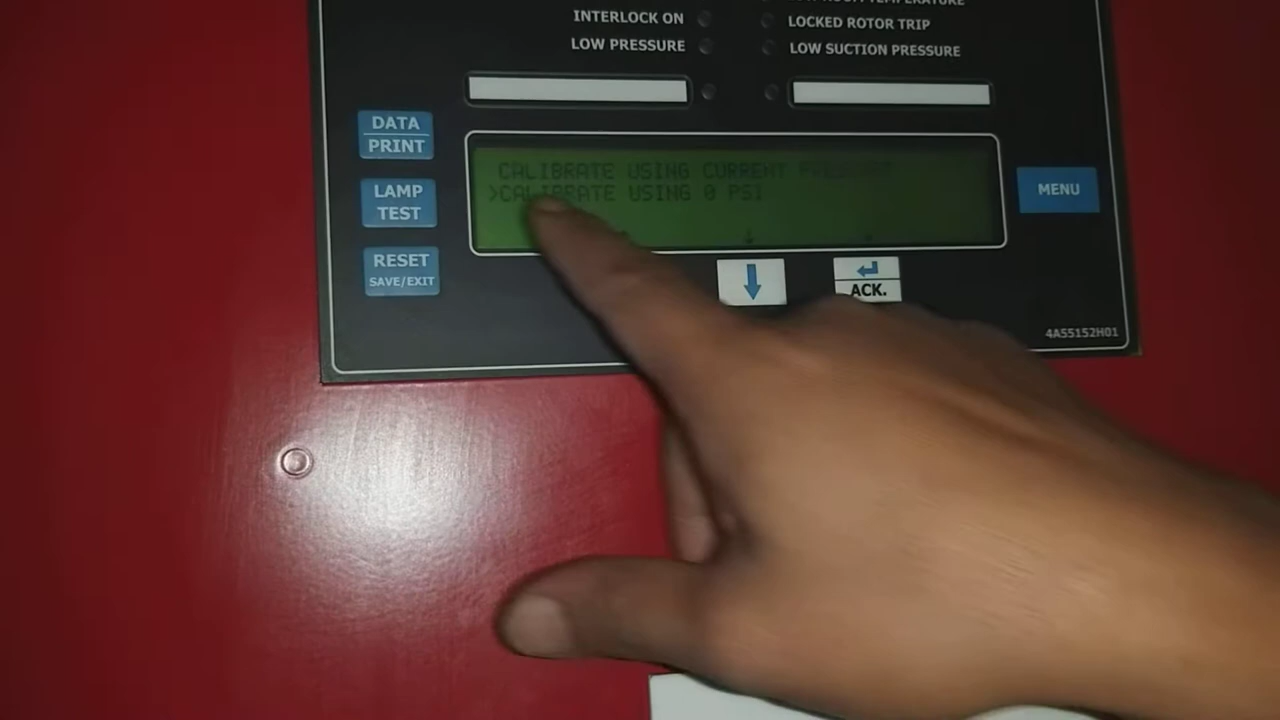 INTERLOCK ON
LOCKED ROTOR TRIP
LOW PRESSURE
LOW SUCTION PRESSURE
DATA
PRINT
LAMP
TEST
RESET
SAVE/EXIT
CALIBRATE USING CURRENT
>CALIBRATE USING 0 PSI
MENU
ACK.
4A55152H01